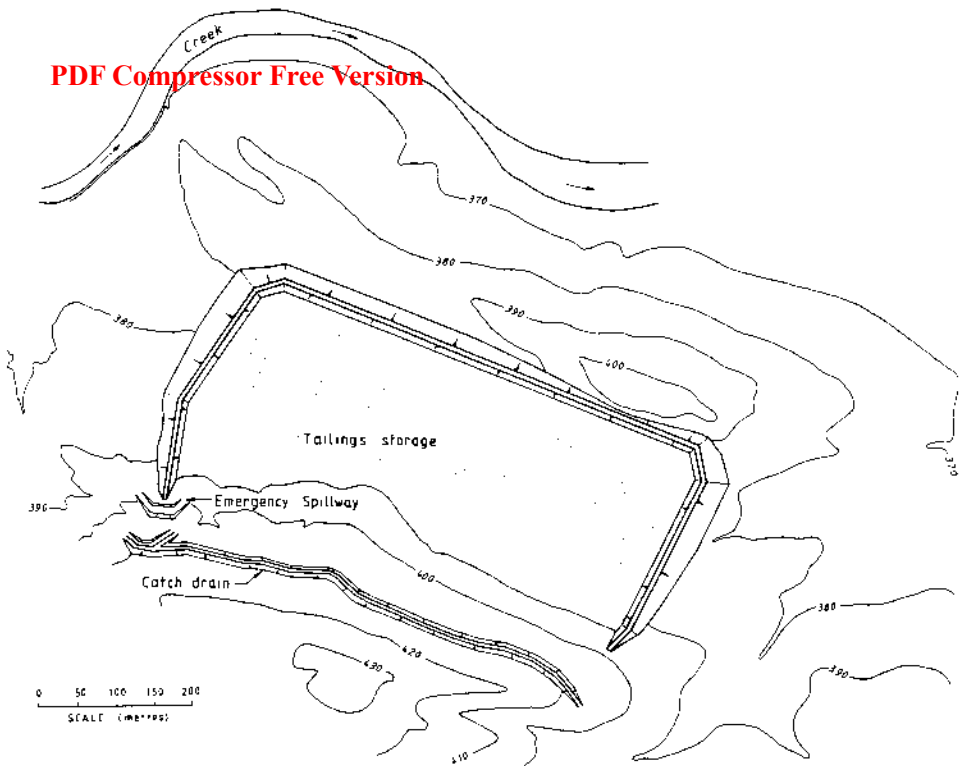 Creek
PDF Compressor Free Version
370
380
390
380
400
Tailings storage
370
390
Emergency Spillway
400
Catch drain
380
420
430
390
0 50 100 150 200
SCALE (metres)
410